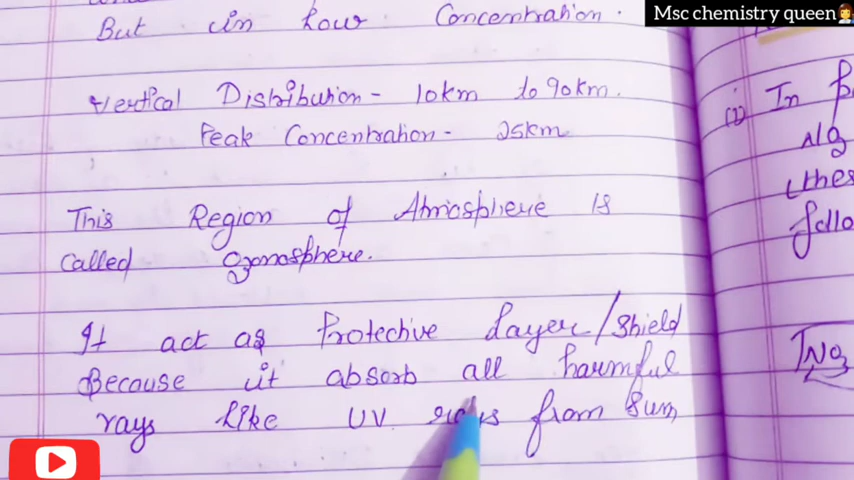 Msc chemistry queen👩
But in Low Concentration.
Vertical Distribution - 10km to 90km.
Peak Concentration - 25km
This Region of Atmosphere is
called Ozonosphere.
It act as Protective Layer/Shield
Because it absorb all harmful
rays like UV rays from Sun,
(i) In
these
follo